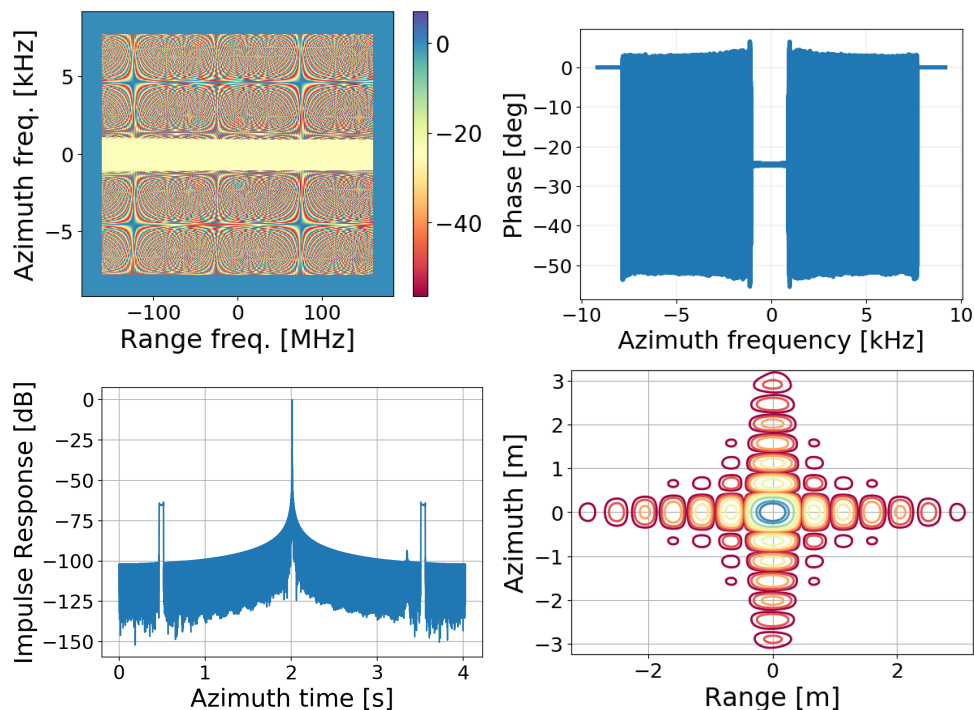 Azimuth freq. [kHz]
5
0
−5
−100 0 100
Range freq. [MHz]
0
−20
−40
Phase [deg]
0
−10
−20
−30
−40
−50
−10 −5 0 5 10
Azimuth frequency [kHz]
Impulse Response [dB]
0
−25
−50
−75
−100
−125
−150
0 1 2 3 4
Azimuth time [s]
Azimuth [m]
3
2
1
0
−1
−2
−3
−2 0 2
Range [m]